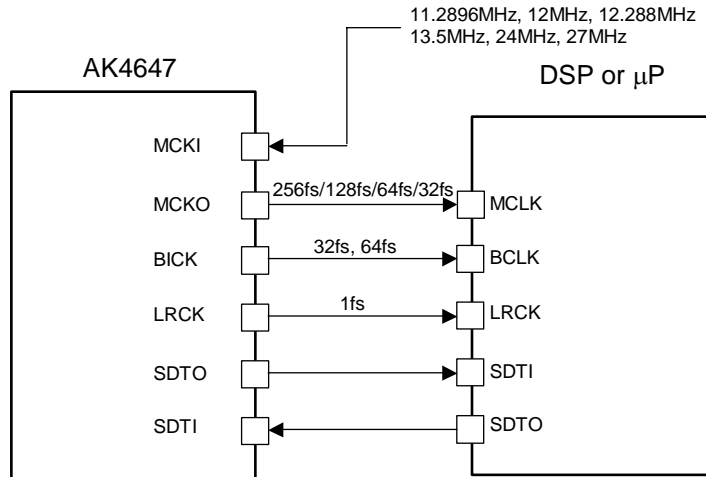 11.2896MHz, 12MHz, 12.288MHz
13.5MHz, 24MHz, 27MHz
AK4647
DSP or μP
MCKI
MCKO
256fs/128fs/64fs/32fs
MCLK
BICK
32fs, 64fs
BCLK
LRCK
1fs
LRCK
SDTO
SDTI
SDTI
SDTO